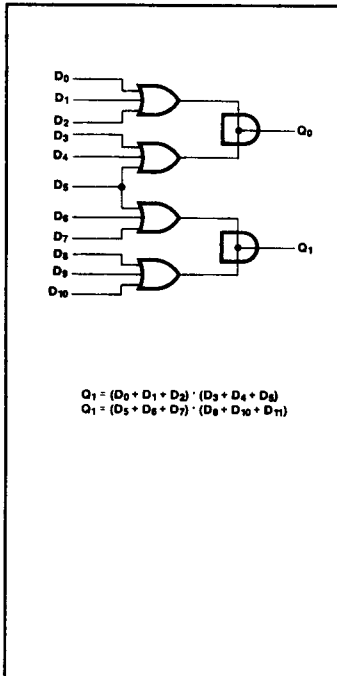 D0
D1
D2
D3
D4
D5
D6
D7
D8
D9
D10
Q0
Q1
Q1 = (D0 + D1 + D2) · (D3 + D4 + D5)
Q1 = (D5 + D6 + D7) · (D8 + D10 + D11)